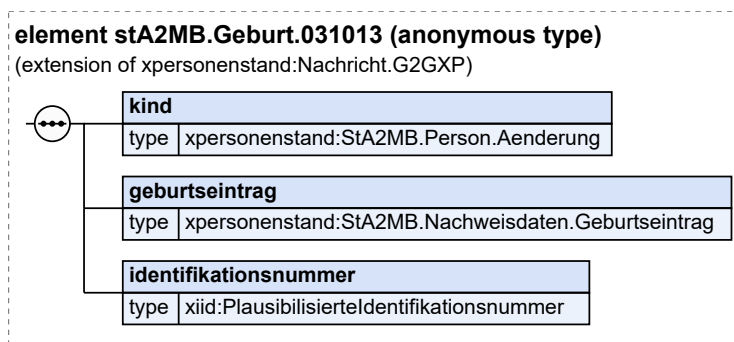 element stA2MB.Geburt.031013 (anonymous type)
(extension of xpersonenstand:Nachricht.G2GXP)
kind
type xpersonenstand:StA2MB.Person.Aenderung
geburtseintrag
type xpersonenstand:StA2MB.Nachweisdaten.Geburtseintrag
identifikationsnummer
type xiid:PlausibilisierteIdentifikationsnummer